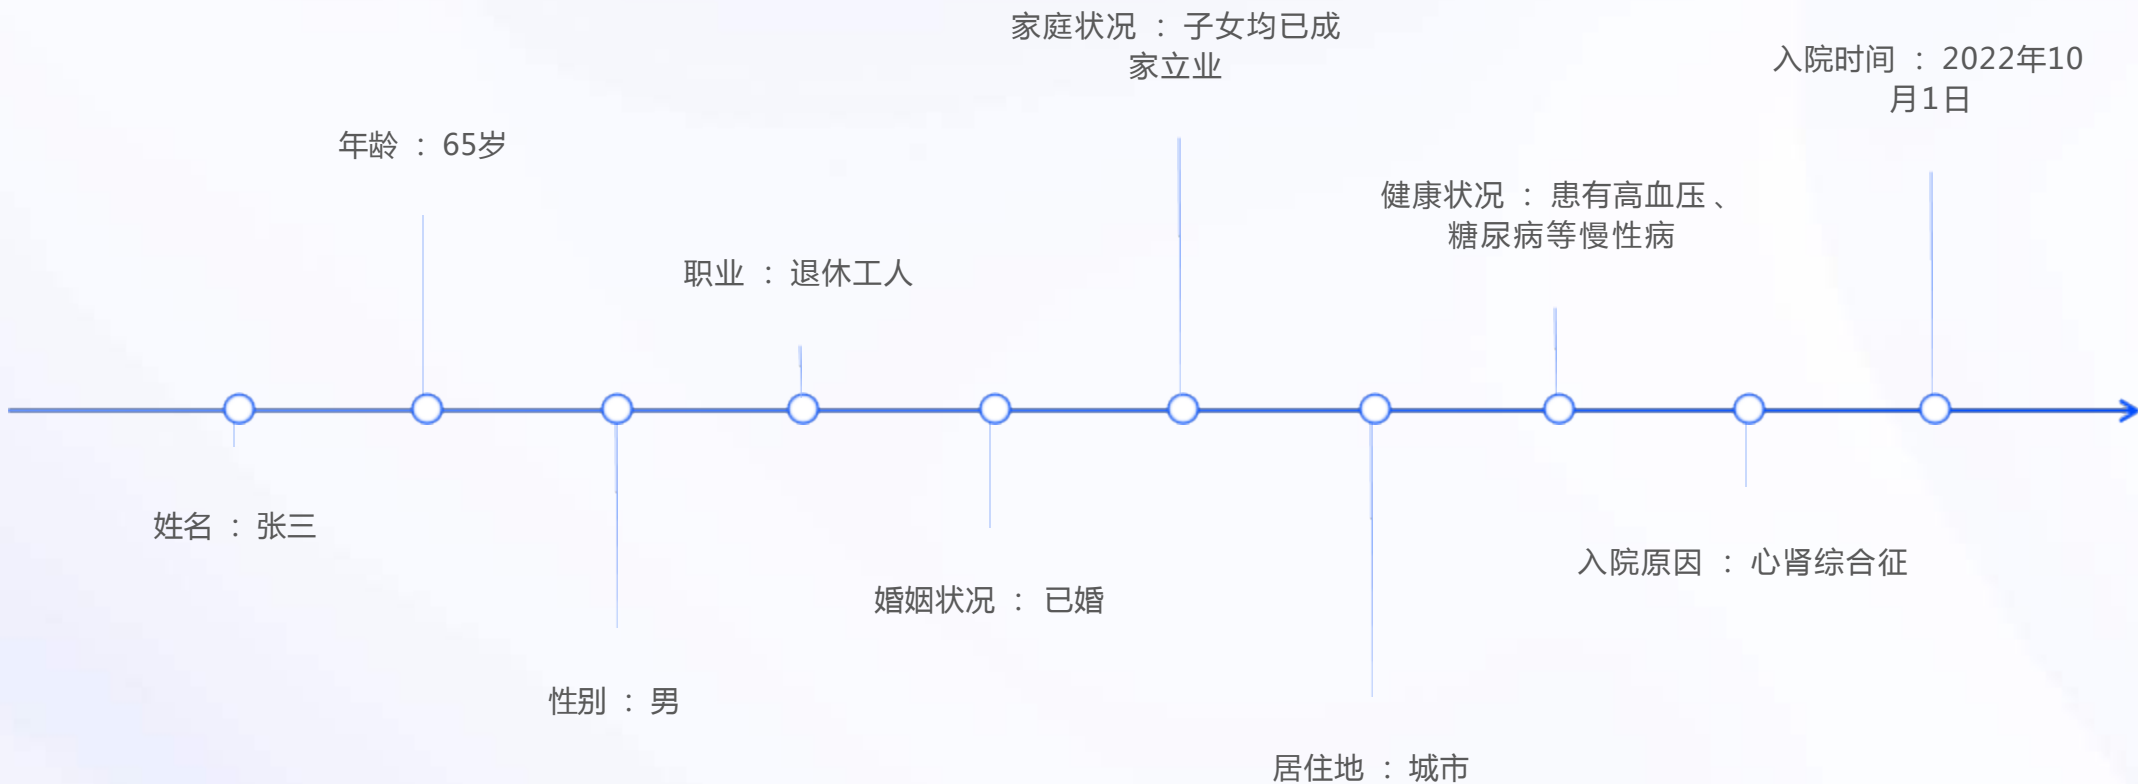 姓名 ：张三
年龄 ：65岁
性别 ：男
职业 ：退休工人
婚姻状况 ：已婚
家庭状况 ：子女均已成
家立业
居住地 ：城市
健康状况 ：患有高血压、
糖尿病等慢性病
入院原因 ：心肾综合征
入院时间 ：2022年10
月1日